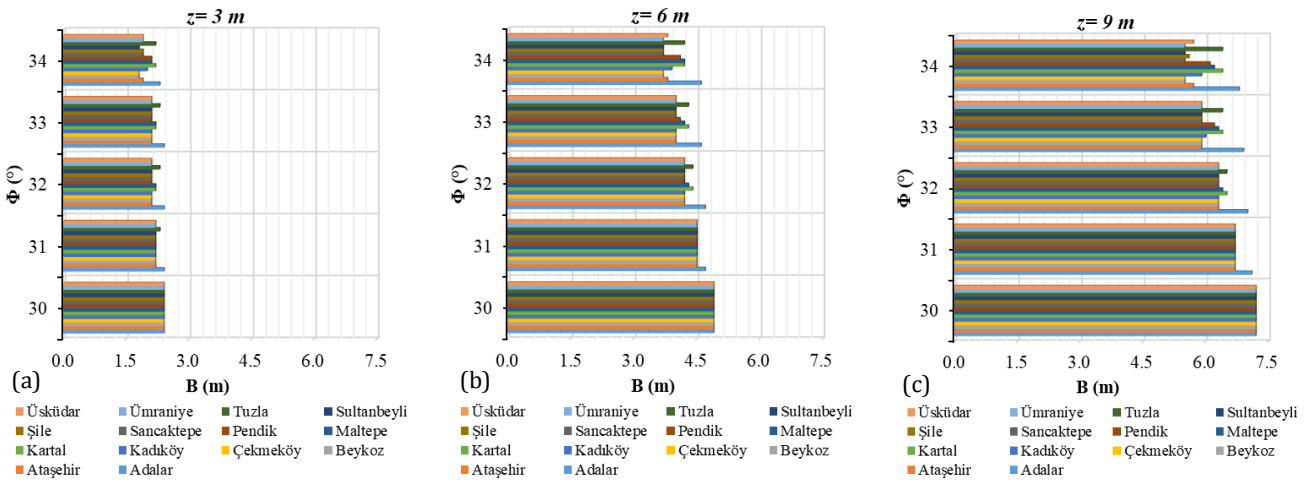 z= 3 m
34
33
32
31
30
Φ (°)
0.0 1.5 3.0 4.5 6.0 7.5
B (m)
(a)
Üsküdar Ümraniye Tuzla Sultanbeyli
Şile Sancaktepe Pendik Maltepe
Kartal Kadıköy Çekmeköy Beykoz
Ataşehir Adalar
z= 6 m
34
33
32
31
30
Φ (°)
0.0 1.5 3.0 4.5 6.0 7.5
B (m)
(b)
Üsküdar Ümraniye Tuzla Sultanbeyli
Şile Sancaktepe Pendik Maltepe
Kartal Kadıköy Çekmeköy Beykoz
Ataşehir Adalar
z= 9 m
34
33
32
31
30
Φ (°)
0.0 1.5 3.0 4.5 6.0 7.5
B (m)
(c)
Üsküdar Ümraniye Tuzla Sultanbeyli
Şile Sancaktepe Pendik Maltepe
Kartal Kadıköy Çekmeköy Beykoz
Ataşehir Adalar